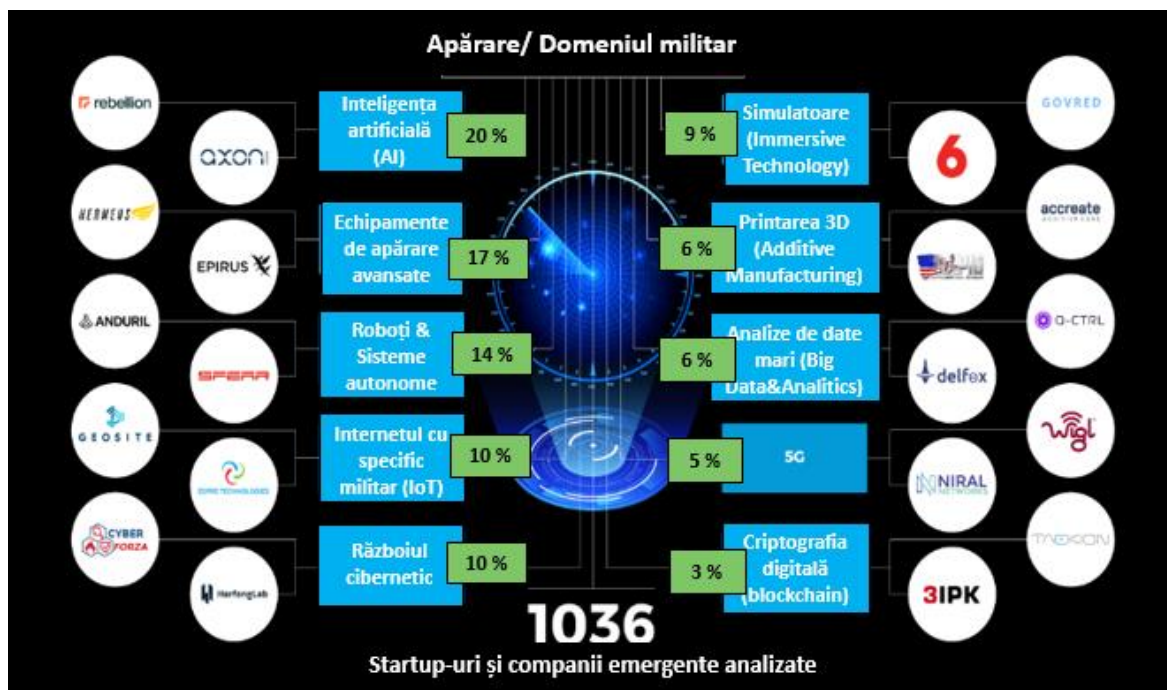 Apărare/ Domeniul militar
rebellion
axoni
Inteligența
artificială
(AI)
20 %
HERMEUS
EPIRUS
Echipamente
de apărare
avansate
17 %
ANDURIL
Roboți &
Sisteme
autonome
14 %
GEOSITE
Internetul cu
specific
militar (IoT)
10 %
CYBER
FORZA
HarfangLab
Războiul
cibernetic
10 %
9 %
Simulatoare
(Immersive
Technology)
GOVRED
6
6 %
Printarea 3D
(Additive
Manufacturing)
accreate
6 %
Analize de date
mari (Big
Data&Analitics)
Q-CTRL
delfox
5 %
5G
wigl
NIRAL
NETWORKS
3 %
Criptografia
digitală
(blockchain)
3IPK
1036
Startup-uri și companii emergente analizate